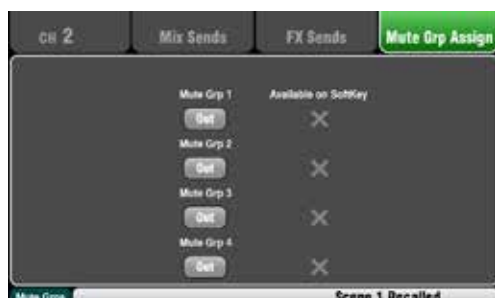 CH 2 Mix Sends FX Sends Mute Grp Assign
Mute Grp 1 Available on SoftKey
Out
Mute Grp 2
Out
Mute Grp 3
Out
Mute Grp 4
Out
Mute Grps Scene 1 Recalled